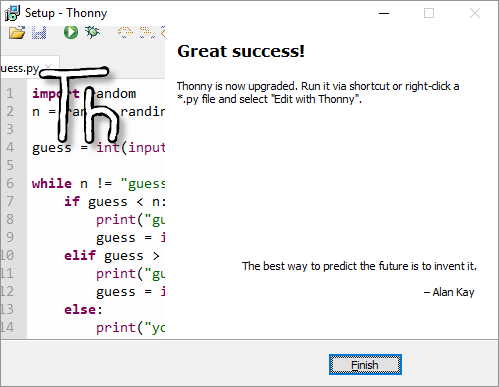 Setup - Thonny
Great success!
Thonny is now upgraded. Run it via shortcut or right-click a
*.py file and select "Edit with Thonny".
uess.py
Th
1 import random
2 n = randin
3
4 guess = int(input
5
6 while n != "guess
7 if guess < n:
8 print("gu
9 guess = i
10 elif guess >
11 print("gu
12 guess = i
13 else:
14 print("yo
The best way to predict the future is to invent it.
– Alan Kay
Finish